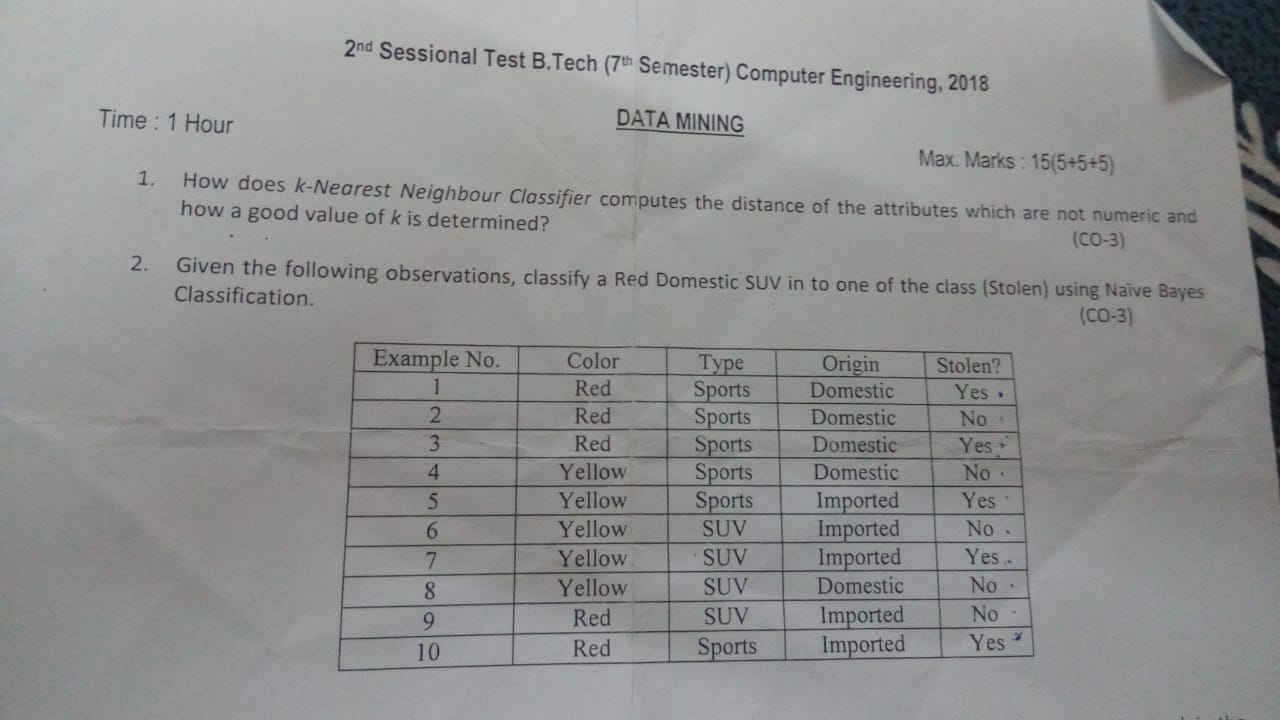 2nd Sessional Test B.Tech (7th Semester) Computer Engineering, 2018
Time : 1 Hour
DATA MINING
Max. Marks : 15(5+5+5)
1. How does k-Nearest Neighbour Classifier computes the distance of the attributes which are not numeric and
how a good value of k is determined?
(CO-3)
2. Given the following observations, classify a Red Domestic SUV in to one of the class (Stolen) using Naïve Bayes
Classification.
(CO-3)
Example No. Color Type Origin Stolen?
1 Red Sports Domestic Yes
2 Red Sports Domestic No
3 Red Sports Domestic Yes
4 Yellow Sports Domestic No
5 Yellow Sports Imported Yes
6 Yellow SUV Imported No
7 Yellow SUV Imported Yes
8 Yellow SUV Domestic No
9 Red SUV Imported No
10 Red Sports Imported Yes